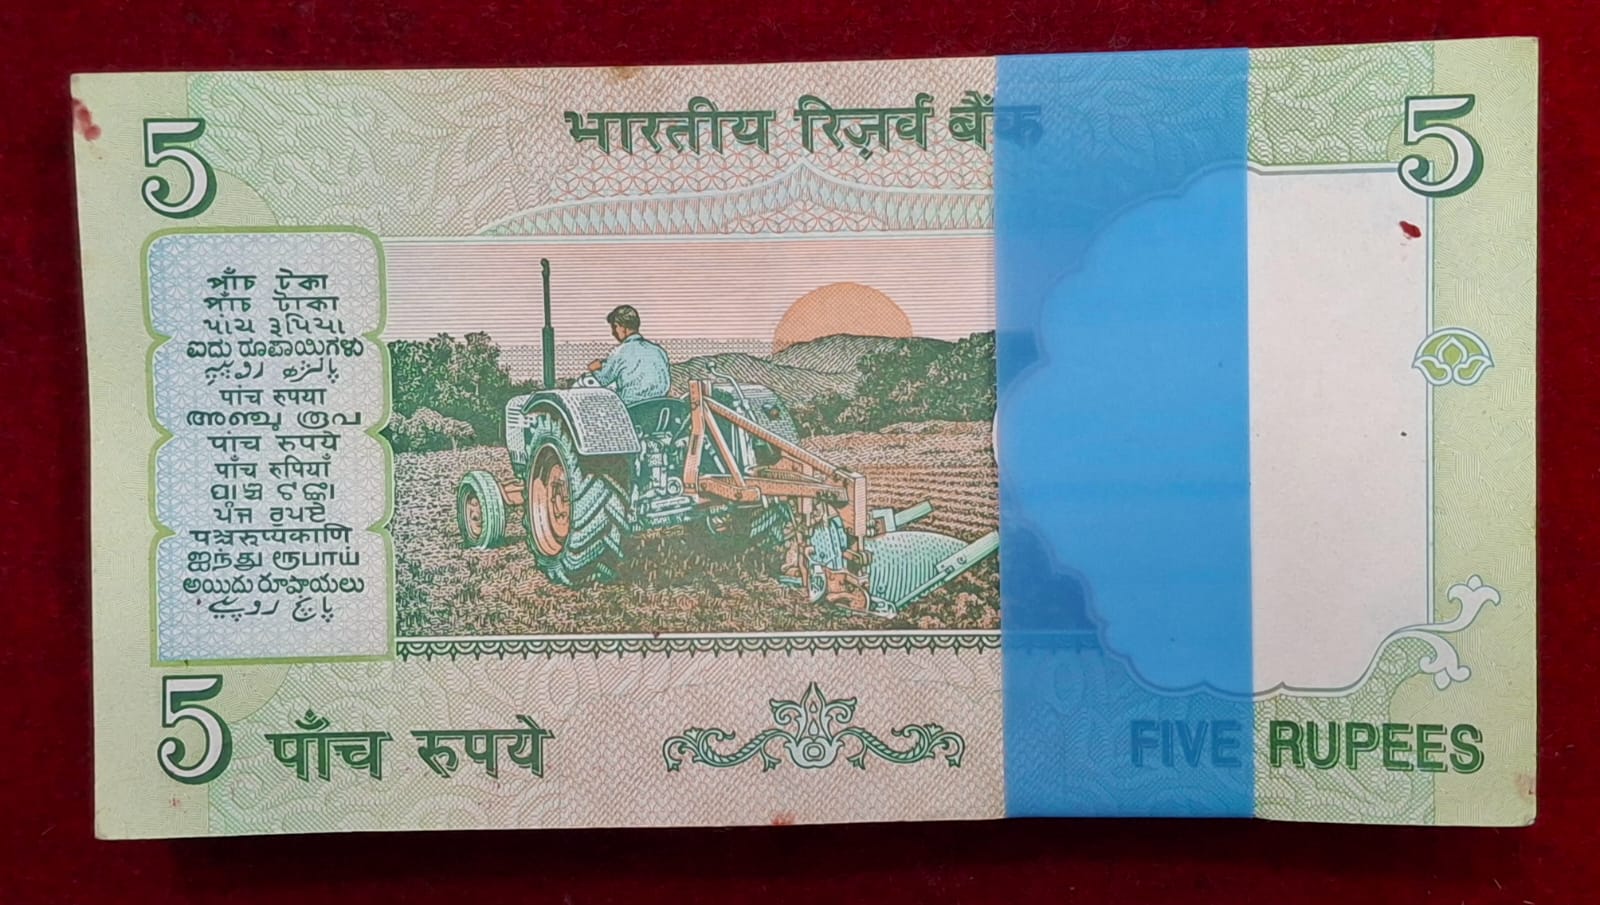 भारतीय रिज़र्व बैंक
5
5
পাঁচ টকা
পাঁচ টাকা
પાંચ રૂપિયા
ಐದು ರೂಪಾಯಿಗಳು
پانژھ روپیہِ
पांच रुपया
അഞ്ചു രൂപ
पांच रुपये
पाँच रुपियाँ
ପାଞ୍ଚ ଟଙ୍କା
ਪੰਜ ਰੁਪਏ
पञ्चरुप्यकाणि
ஐந்து ரூபாய்
అయిదు రూపాయలు
پانچ روپیے
5
पाँच रुपये
FIVE RUPEES